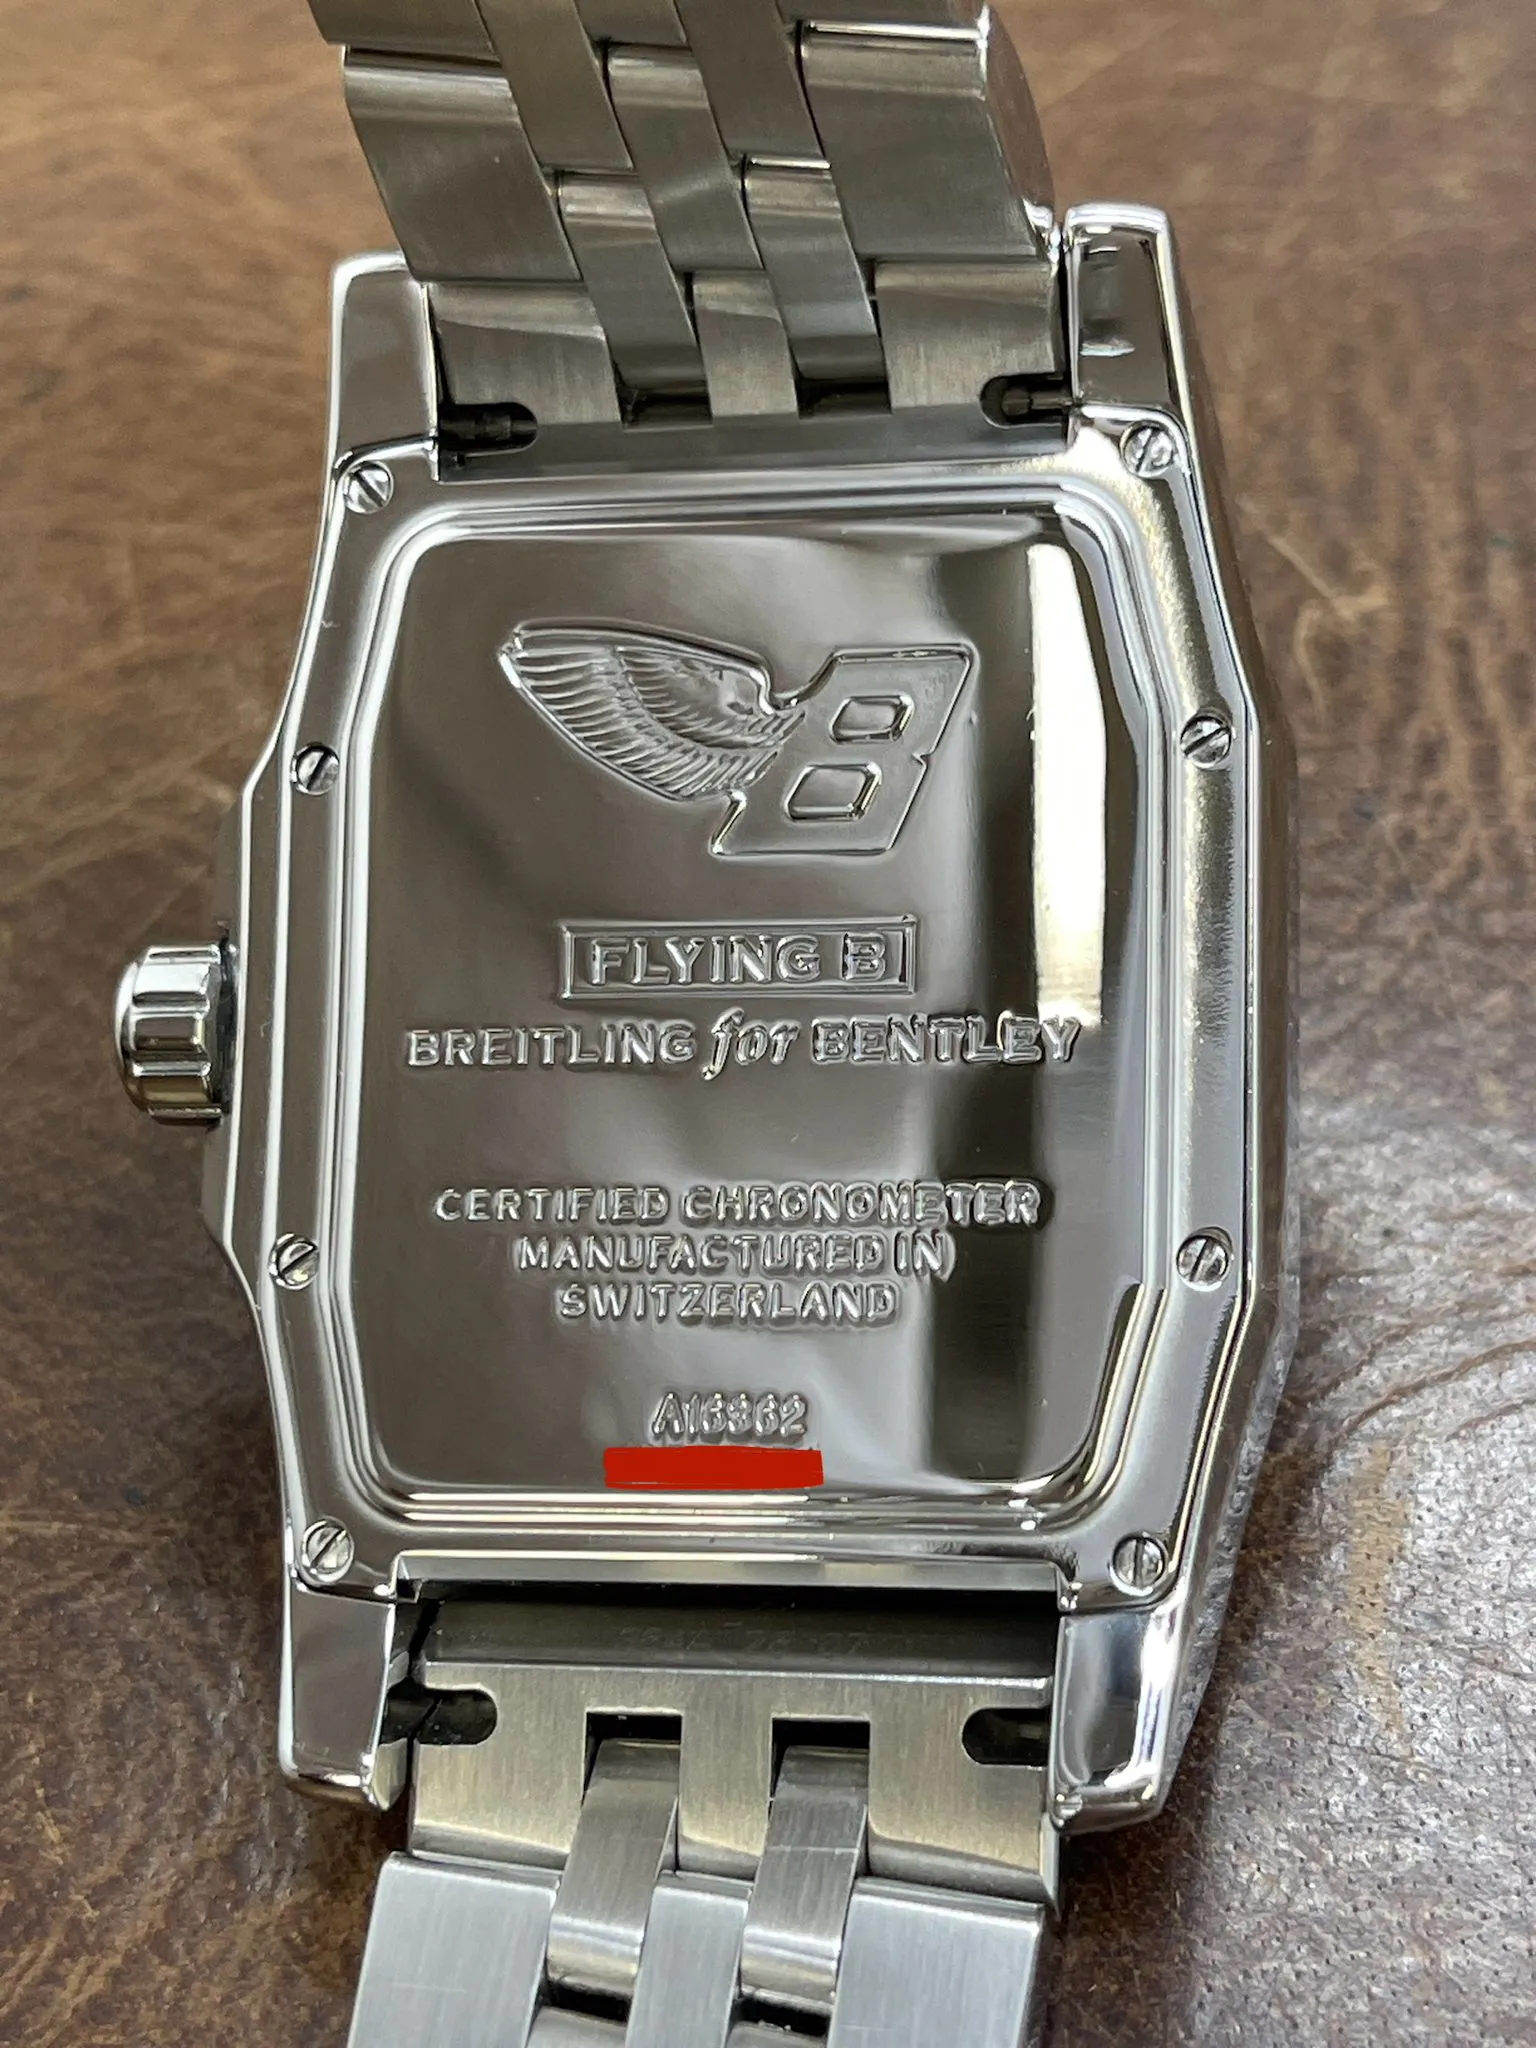 B
FLYING B
BREITLING for BENTLEY
CERTIFIED CHRONOMETER
MANUFACTURED IN
SWITZERLAND
A16362